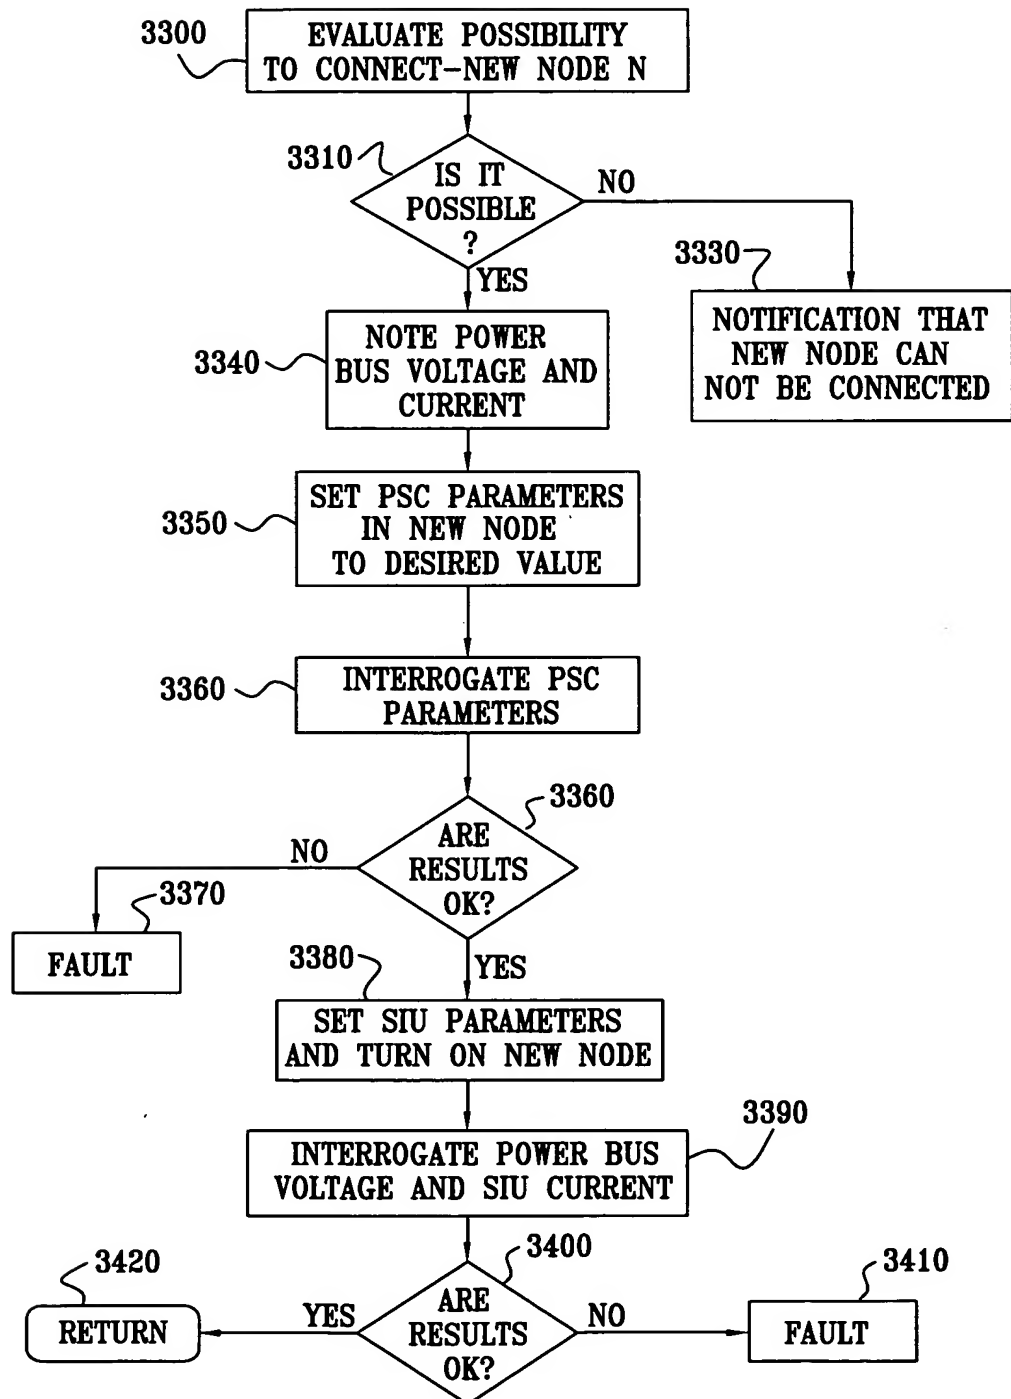 3300
EVALUATE POSSIBILITY
TO CONNECT-NEW NODE N
3310
IS IT
POSSIBLE
?
NO
YES
3330
NOTIFICATION THAT
NEW NODE CAN
NOT BE CONNECTED
3340
NOTE POWER
BUS VOLTAGE AND
CURRENT
3350
SET PSC PARAMETERS
IN NEW NODE
TO DESIRED VALUE
3360
INTERROGATE PSC
PARAMETERS
3360
ARE
RESULTS
OK?
NO
3370
FAULT
YES
3380
SET SIU PARAMETERS
AND TURN ON NEW NODE
3390
INTERROGATE POWER BUS
VOLTAGE AND SIU CURRENT
3400
ARE
RESULTS
OK?
YES
3420
RETURN
NO
3410
FAULT